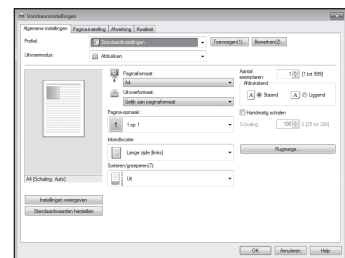 Voorkeursinstellingen
Algemene instellingen Pagina-instelling Afwerking Kwaliteit
Profiel: Standaardinstellingen Toevoegen(1)... Bewerken(2)...
Uitvoermodus: Afdrukken
Paginaformaat: A4
Aantal exemplaren: 1 [1 tot 999]
Uitvoerformaat: Gelijk aan paginaformaat
Afdrukstand
A Staand A Liggend
Pagina-opmaak: 1 op 1
Handmatig schalen
Schaling: 100 % [25 tot 200]
Inbindlocatie: Lange zijde [links]
Rugmarge...
Sorteren/groeperen(7): Uit
A4 [Schaling: Auto]
Instellingen weergeven
Standaardwaarden herstellen
OK Annuleren Help